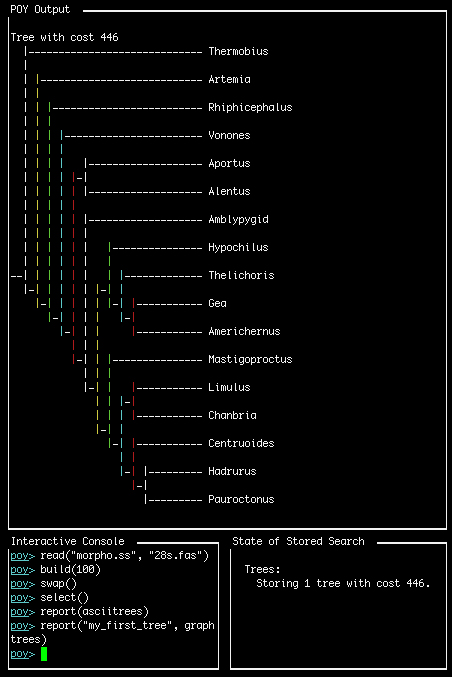 POY Output
Tree with cost 446
Thermobius
Artemia
Rhiphicephalus
Vonones
Aportus
Alentus
Amblypygid
Hypochilus
Thelichoris
Gea
Americhernus
Mastigoproctus
Limulus
Chanbria
Centruoides
Hadrurus
Pauroctonus
Interactive Console
poy> read("morpho.ss", "28s.fas")
poy> build(100)
poy> swap()
poy> select()
poy> report(asciitrees)
poy> report("my_first_tree", graph
trees)
poy>
State of Stored Search
Trees:
Storing 1 tree with cost 446.